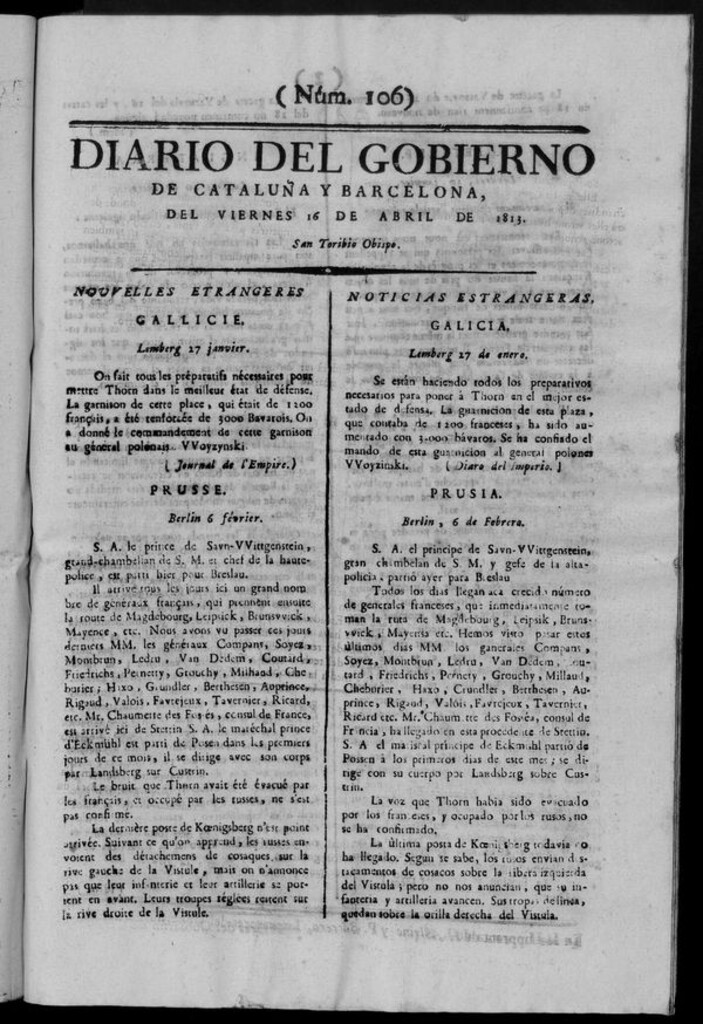 ( Núm. 106)
DIARIO DEL GOBIERNO
DE CATALUÑA Y BARCELONA,
DEL VIERNES 16 DE ABRIL DE 1813.
San Toribio Obispo.
NOUVELLES ETRANGERES
GALLICIE.
Lemberg 27 janvier.
On fait tous les préparatifs nécessaires pour
mettre Thorn dans le meilleur état de défense.
La garnison de cette place, qui était de 1200
français, a été renforcée de 3000 Bavarois. On
a donné le commandement de cette garnison
au général polonais VVoyzynski.
( Journal de l'Empire.)
PRUSSE.
Berlin 6 février.
S. A. le prince de Sayn-VVittgenstein,
grand-chambellan de S. M. et chef de la haute-
police, est parti hier pour Breslau.
Il arrive tous les jours ici un grand nom
bre de généraux français, qui prennent ensuite
la route de Magdebourg, Leipsick, Brunsvvick,
Mayence, etc. Nous avons vu passer ces jours
derniers MM. les généraux Compans, Soyez,
Montbrun, Ledru, Van Dedem, Coutard,
Friedrichs, Pernetty, Grouchy, Milhaud, Che
borier; Haxo, Grundler, Berthesen, Auprince,
Rigaud, Valois, Favrejeux, Tavernier, Ricard,
etc. Mr. Chaumette des Fossés, consul de France,
est arrivé ici de Stettin S. A. le maréchal prince
d'Eckmühl est parti de Posen dans les premiers
jours de ce mois, il se dirige avec son corps
par Landsberg sur Custrin.
Le bruit que Thorn avait été évacué par
les français, et occupé par les russes, ne s'est
pas confirmé.
La dernière poste de Kœnigsberg n'est point
arrivée. Suivant ce qu'on apprend, les russes en-
voient des détachemens de cosaques sur la
rive gauche de la Vistule, mais on n'annonce
pas que leur infanterie et leur artillerie se por-
tent en avant. Leurs troupes réglées restent sur
la rive droite de la Vistule.
NOTICIAS ESTRANGERAS.
GALICIA.
Lemberg 27 de enero.
Se están haciendo todos los preparativos
necesarios para poner à Thorn en el mejor es-
tado de defensa. La guarnicion de esta plaza,
que constaba de 1200 franceses, ha sido au-
mentado con 3.000 bávaros. Se ha confiado el
mando de esta guarnicion al general polones
VVoyzinski. ( Diaro del imperio. )
PRUSIA.
Berlin, 6 de Febrero.
S. A. el príncipe de Sayn-VVittgenstein,
gran chambelan de S. M. y gefe de la alta-
policía, partió ayer para Breslau
Todos los dias llegan acá crecido número
de generales franceses, que inmediatamente to-
man la ruta de Magdebourg, Leipsik, Bruns-
vvick, Mayensa etc. Hemos visto pasar estos
últimos dias MM. los ganerales Compans,
Soyez, Montbrun, Ledru, Van Dedem, Cou-
tard, Friedrichs, Pernety, Grouchy, Millaud,
Cheborier, Haxo, Crundler, Berthesen, Au-
prince, Rigaud, Valois, Favrejeux, Tavernier,
Ricard etc. Mr. Chaumette des Fosséa, consul de
Francia, ha llegado en esta procedente de Stettin.
S. A el mariscal príncipe de Eckmuhl partió de
Possen á los primeros dias de este mes; se di-
rige con su cuerpo por Landsberg sobre Cus-
trin.
La voz que Thorn habia sido evacuado
por los franceses, y ocupado por los rusos, no
se ha confirmado.
La última posta de Kœnigsberg todavía no
ha llegado. Segun se sabe, los rusos envian des-
tacamentos de cosacos sobre la ribera izquierda
del Vistola; pero no nos anuncian, que su in-
fanteria y artilleria avancen. Sus tropas de linea,
quedan sobre la orilla derecha del Vistula.